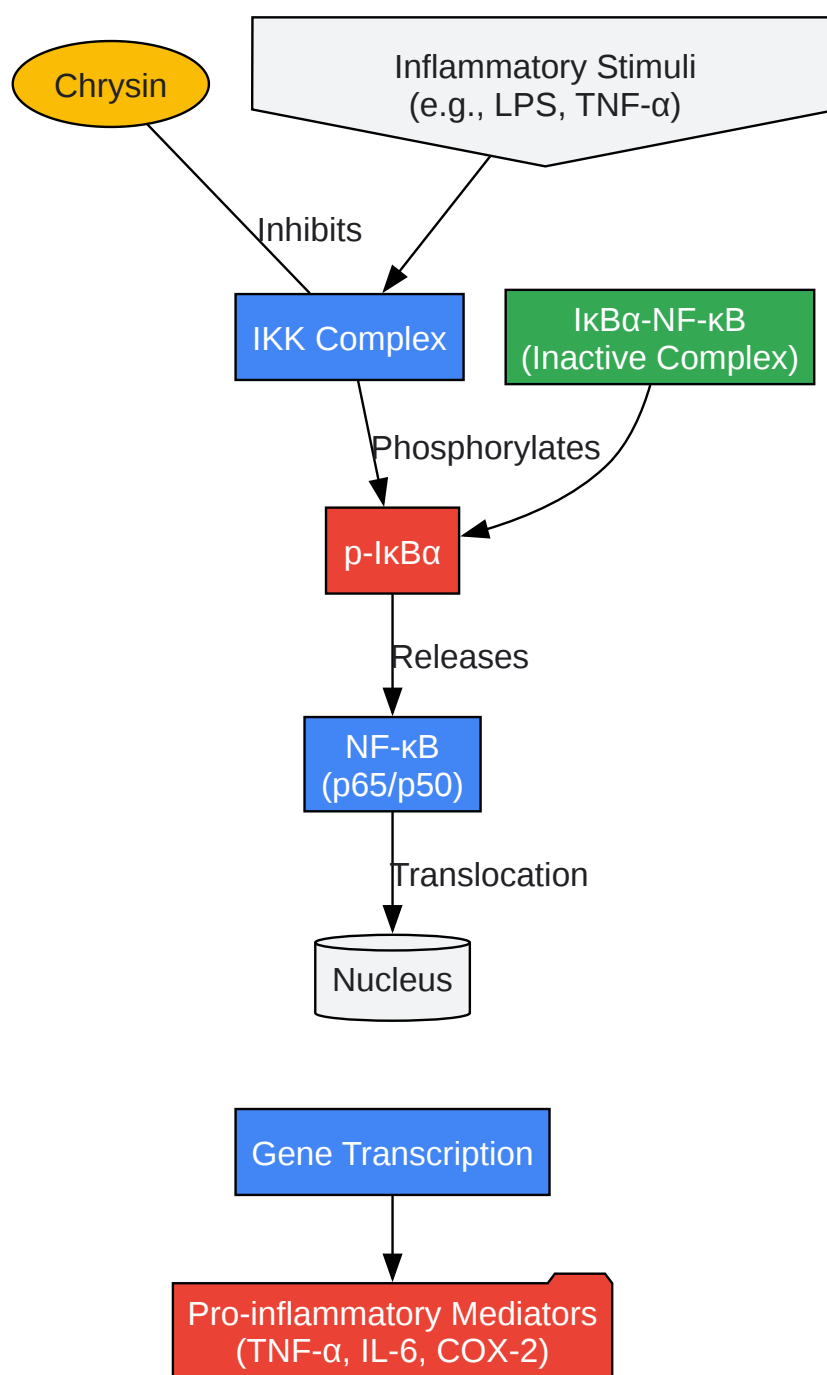 Chrysin
Inflammatory Stimuli
(e.g., LPS, TNF-α)
Inhibits
IKK Complex
IκBα-NF-κB
(Inactive Complex)
Phosphorylates
p-IκBα
Releases
NF-κB
(p65/p50)
Translocation
Nucleus
Gene Transcription
Pro-inflammatory Mediators
(TNF-α, IL-6, COX-2)